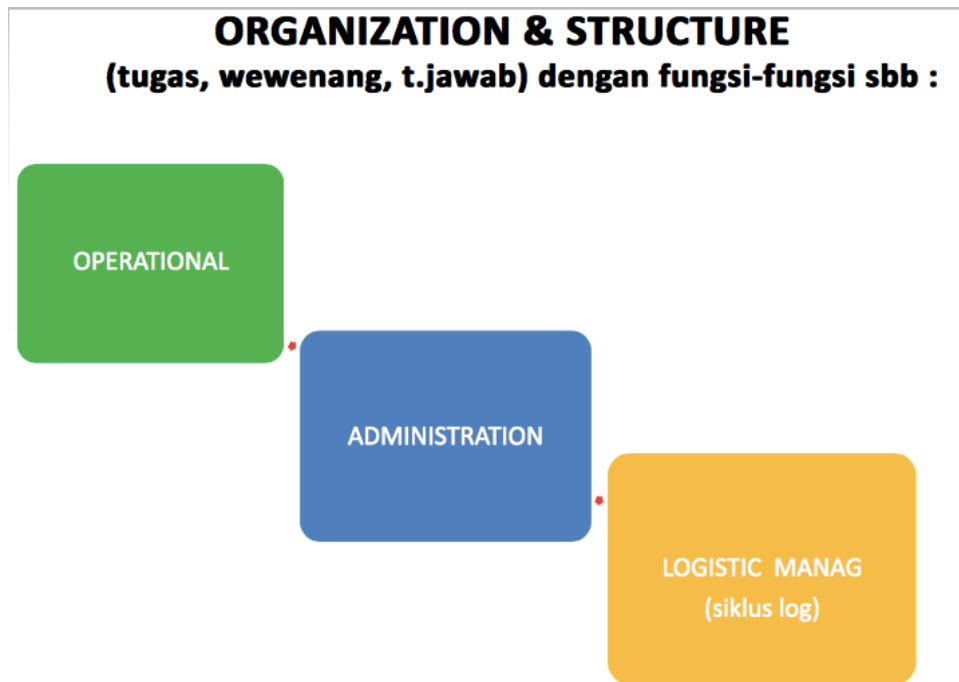 ORGANIZATION & STRUCTURE
(tugas, wewenang, t.jawab) dengan fungsi-fungsi sbb :
OPERATIONAL
ADMINISTRATION
LOGISTIC MANAG
(siklus log)